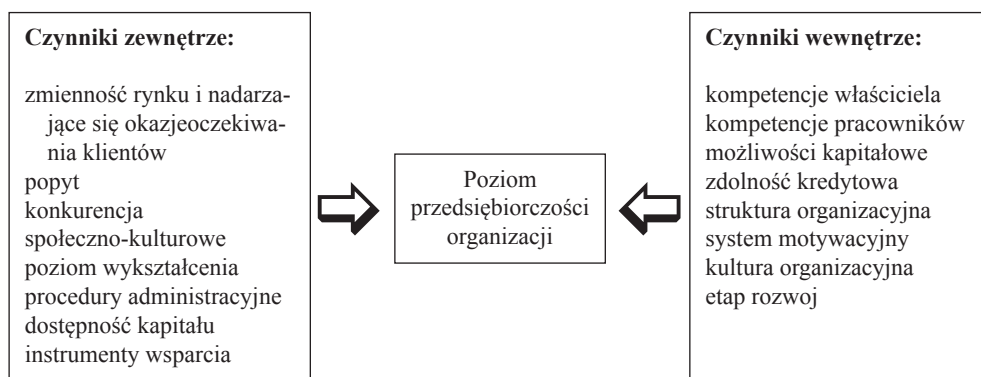 Czynniki zewnętrze:
zmienność rynku i nadarza-
jące się okazjeoczekiwa-
nia klientów
popyt
konkurencja
społeczno-kulturowe
poziom wykształcenia
procedury administracyjne
dostępność kapitału
instrumenty wsparcia
Poziom
przedsiębiorczości
organizacji
Czynniki wewnętrze:
kompetencje właściciela
kompetencje pracowników
możliwości kapitałowe
zdolność kredytowa
struktura organizacyjna
system motywacyjny
kultura organizacyjna
etap rozwoj